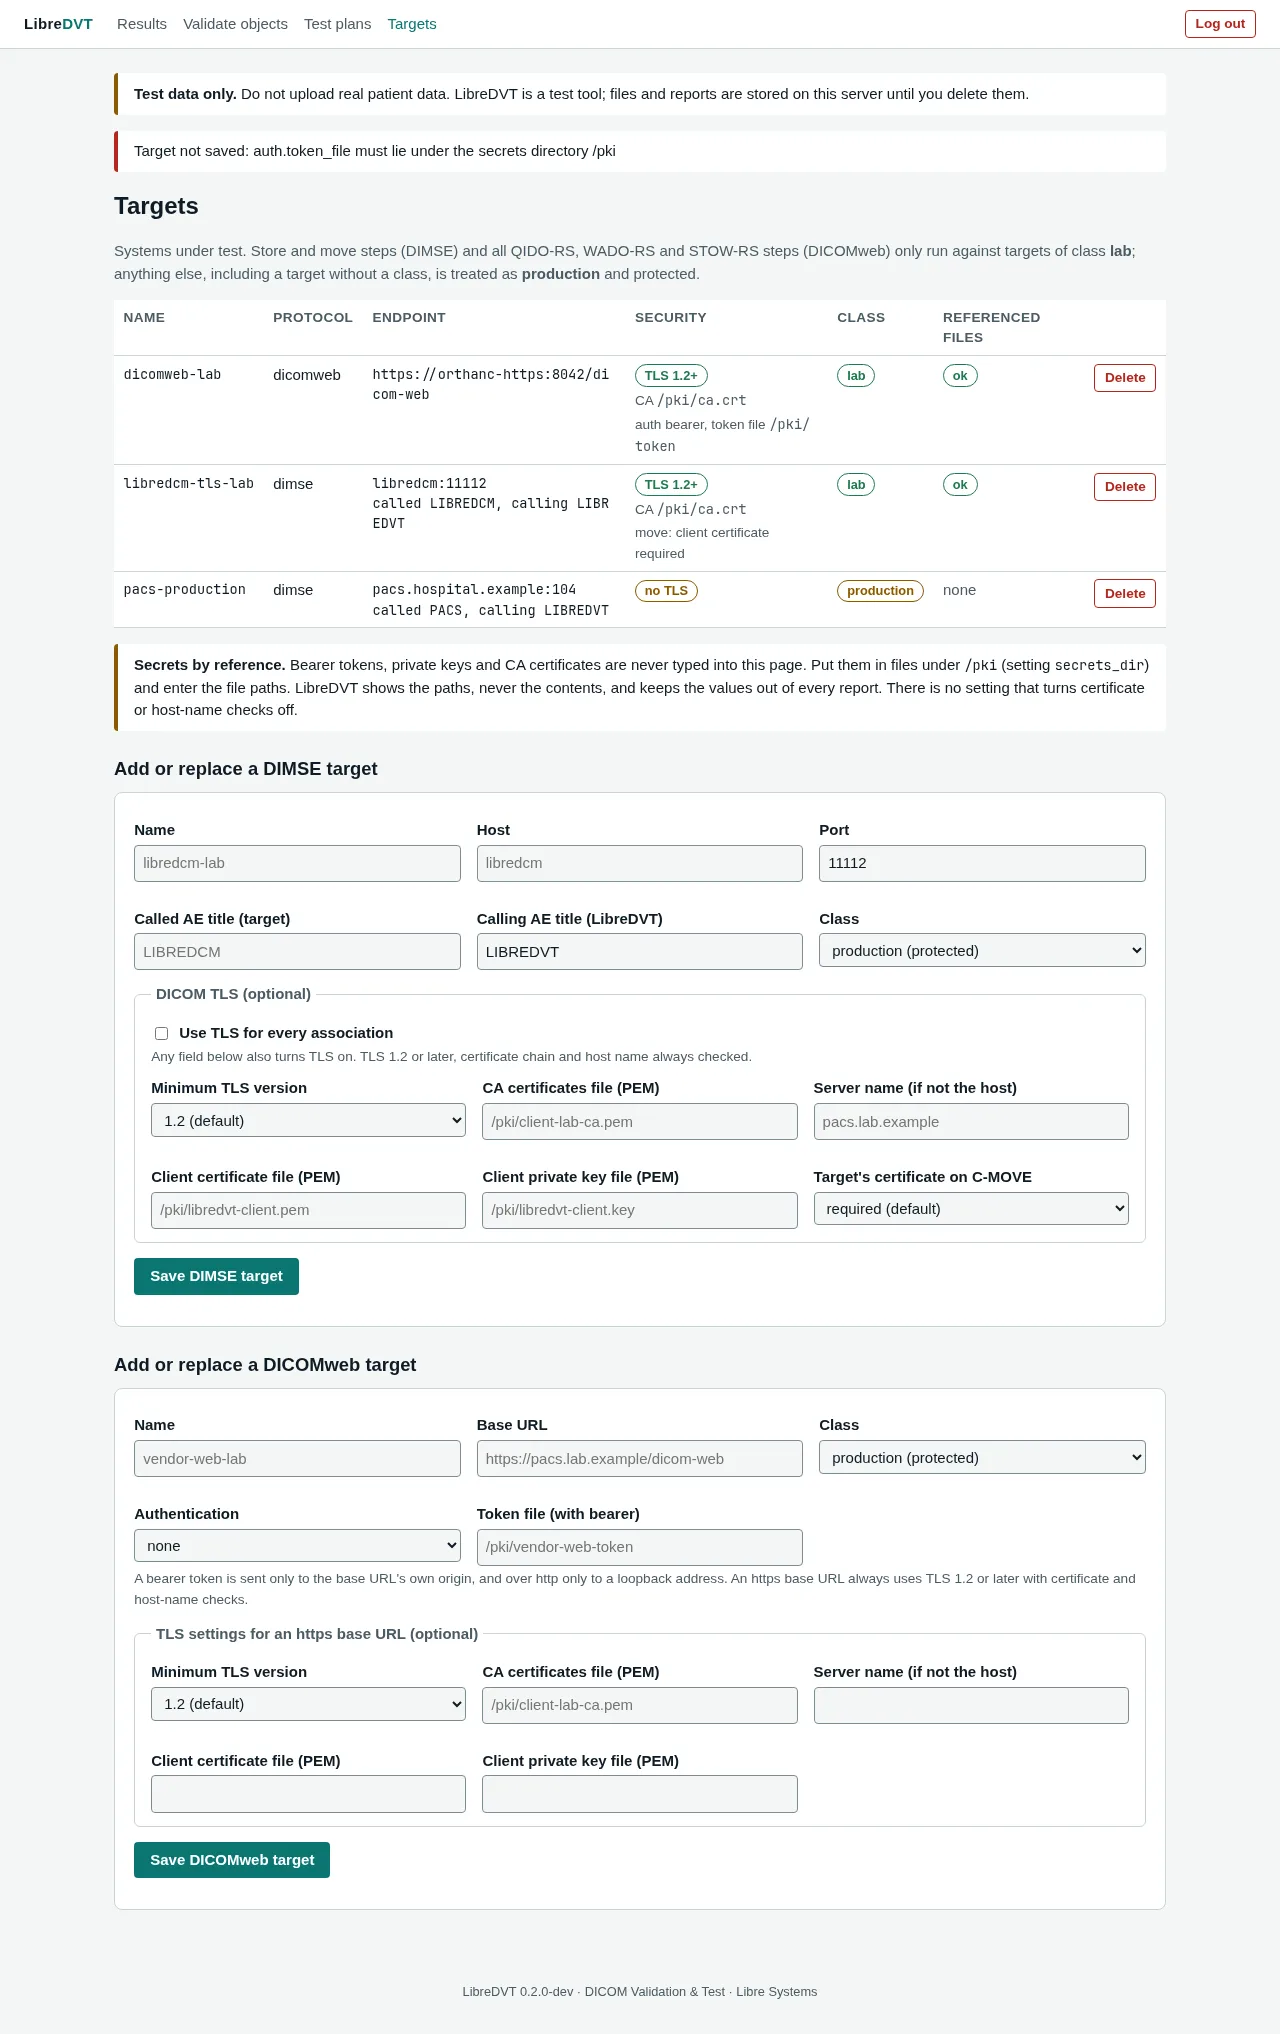 LibreDVT Results Validate objects Test plans Targets Log out
Test data only. Do not upload real patient data. LibreDVT is a test tool; files and reports are stored on this server until you delete them.
Target not saved: auth.token_file must lie under the secrets directory /pki
Targets
Systems under test. Store and move steps (DIMSE) and all QIDO-RS, WADO-RS and STOW-RS steps (DICOMweb) only run against targets of class lab;
anything else, including a target without a class, is treated as production and protected.
NAME PROTOCOL ENDPOINT SECURITY CLASS REFERENCED
FILES
dicomweb-lab dicomweb https://orthanc-https:8042/di TLS 1.2+ lab ok Delete
com-web
CA /pki/ca.crt
auth bearer, token file /pki/
token
libredcm-tls-lab dimse libredcm:11112 TLS 1.2+ lab ok Delete
called LIBREDCM, calling LIBR
EDVT
CA /pki/ca.crt
move: client certificate
required
pacs-production dimse pacs.hospital.example:104 no TLS production none Delete
called PACS, calling LIBREDVT
Secrets by reference. Bearer tokens, private keys and CA certificates are never typed into this page. Put them in files under /pki (setting secrets_dir)
and enter the file paths. LibreDVT shows the paths, never the contents, and keeps the values out of every report. There is no setting that turns certificate
or host-name checks off.
Add or replace a DIMSE target
Name Host Port
libredcm-lab libredcm 11112
Called AE title (target) Calling AE title (LibreDVT) Class
LIBREDCM LIBREDVT production (protected)
DICOM TLS (optional)
Use TLS for every association
Any field below also turns TLS on. TLS 1.2 or later, certificate chain and host name always checked.
Minimum TLS version CA certificates file (PEM) Server name (if not the host)
1.2 (default) /pki/client-lab-ca.pem pacs.lab.example
Client certificate file (PEM) Client private key file (PEM) Target's certificate on C-MOVE
/pki/libredvt-client.pem /pki/libredvt-client.key required (default)
Save DIMSE target
Add or replace a DICOMweb target
Name Base URL Class
vendor-web-lab https://pacs.lab.example/dicom-web production (protected)
Authentication Token file (with bearer)
none /pki/vendor-web-token
A bearer token is sent only to the base URL's own origin, and over http only to a loopback address. An https base URL always uses TLS 1.2 or later with certificate and
host-name checks.
TLS settings for an https base URL (optional)
Minimum TLS version CA certificates file (PEM) Server name (if not the host)
1.2 (default) /pki/client-lab-ca.pem
Client certificate file (PEM) Client private key file (PEM)
Save DICOMweb target
LibreDVT 0.2.0-dev · DICOM Validation & Test · Libre Systems